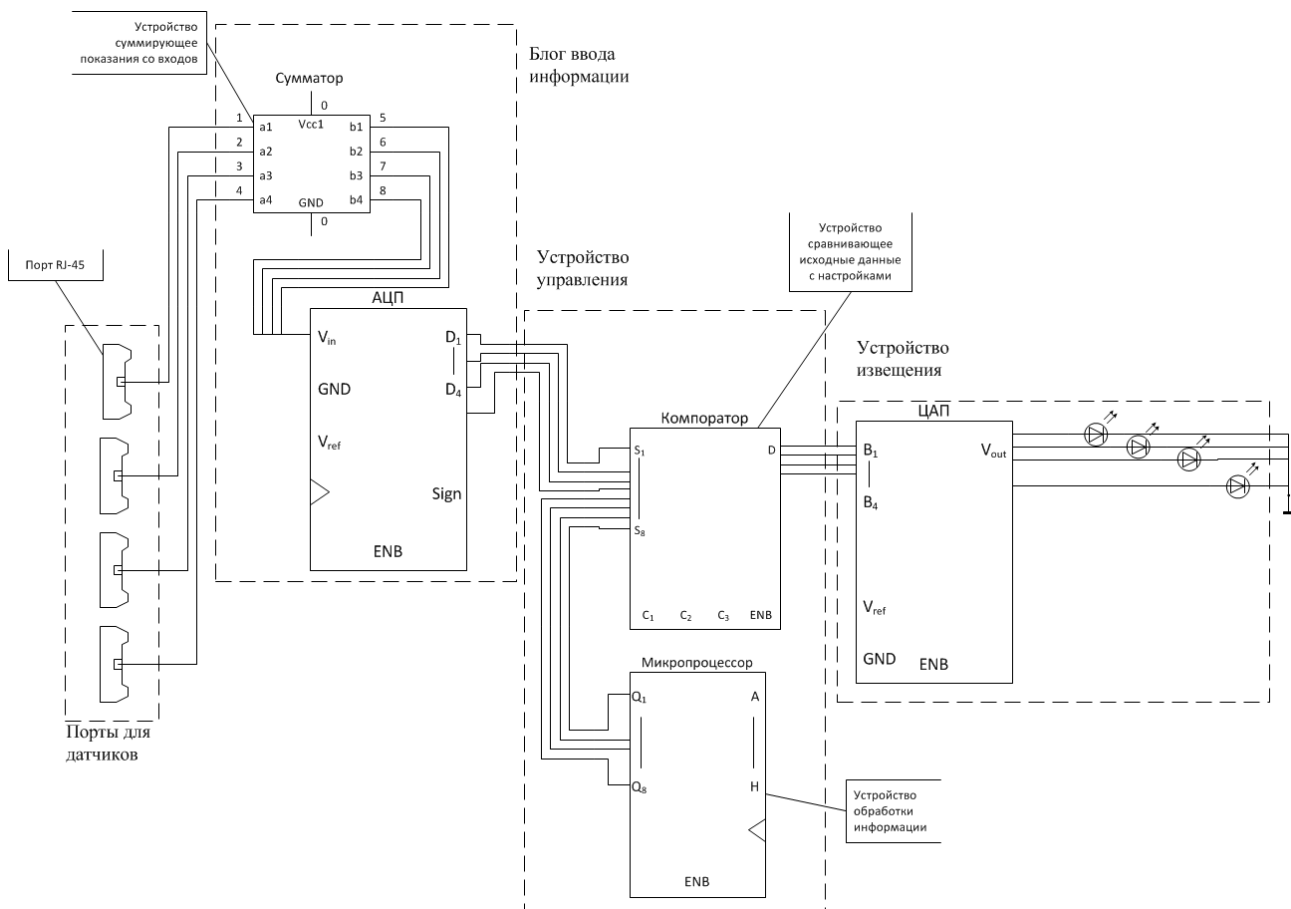 Устройство
суммирующее
показания со входов
Блог ввода
информации
Сумматор
0
Vcc1
1
a1
b1
5
2
a2
b2
6
3
a3
b3
7
4
a4
b4
8
GND
0
Порт RJ-45
Порты для
датчиков
АЦП
Vin
D1
GND
D4
Vref
Sign
ENB
Устройство
управления
Устройство
сравнивающее
исходные данные
с настройками
Компоратор
S1
D
S8
C1
C2
C3
ENB
Микропроцессор
Q1
A
Q8
H
ENB
Устройство
обработки
информации
Устройство
извещения
ЦАП
B1
Vout
B4
Vref
GND
ENB